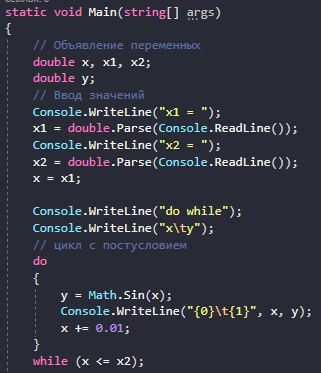 static void Main(string[] args)
{
// Объявление переменных
double x, x1, x2;
double y;
// Ввод значений
Console.WriteLine("x1 = ");
x1 = double.Parse(Console.ReadLine());
Console.WriteLine("x2 = ");
x2 = double.Parse(Console.ReadLine());
x = x1;
Console.WriteLine("do while");
Console.WriteLine("x\ty");
// цикл с постусловием
do
{
y = Math.Sin(x);
Console.WriteLine("{0}\t{1}", x, y);
x += 0.01;
}
while (x <= x2);